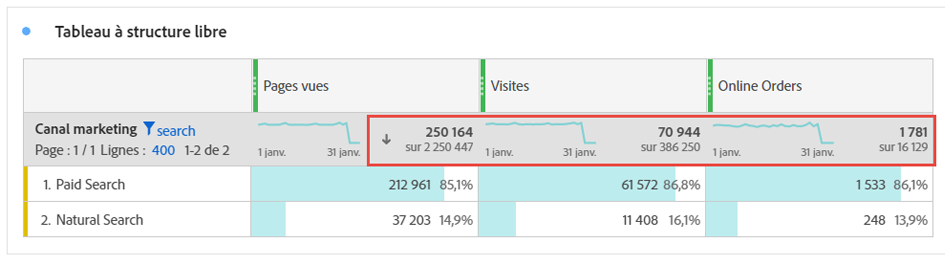 Tableau à structure libre
Pages vues Visites Online Orders
Canal marketing search
Page : 1 / 1 Lignes : 400 1-2 de 2
1 janv. 31 janv. 250 164 sur 2 250 447
1 janv. 31 janv. 70 944 sur 386 250
1 janv. 31 janv. 1 781 sur 16 129
1. Paid Search 212 961 85,1% 61 572 86,8% 1 533 86,1%
2. Natural Search 37 203 14,9% 11 408 16,1% 248 13,9%